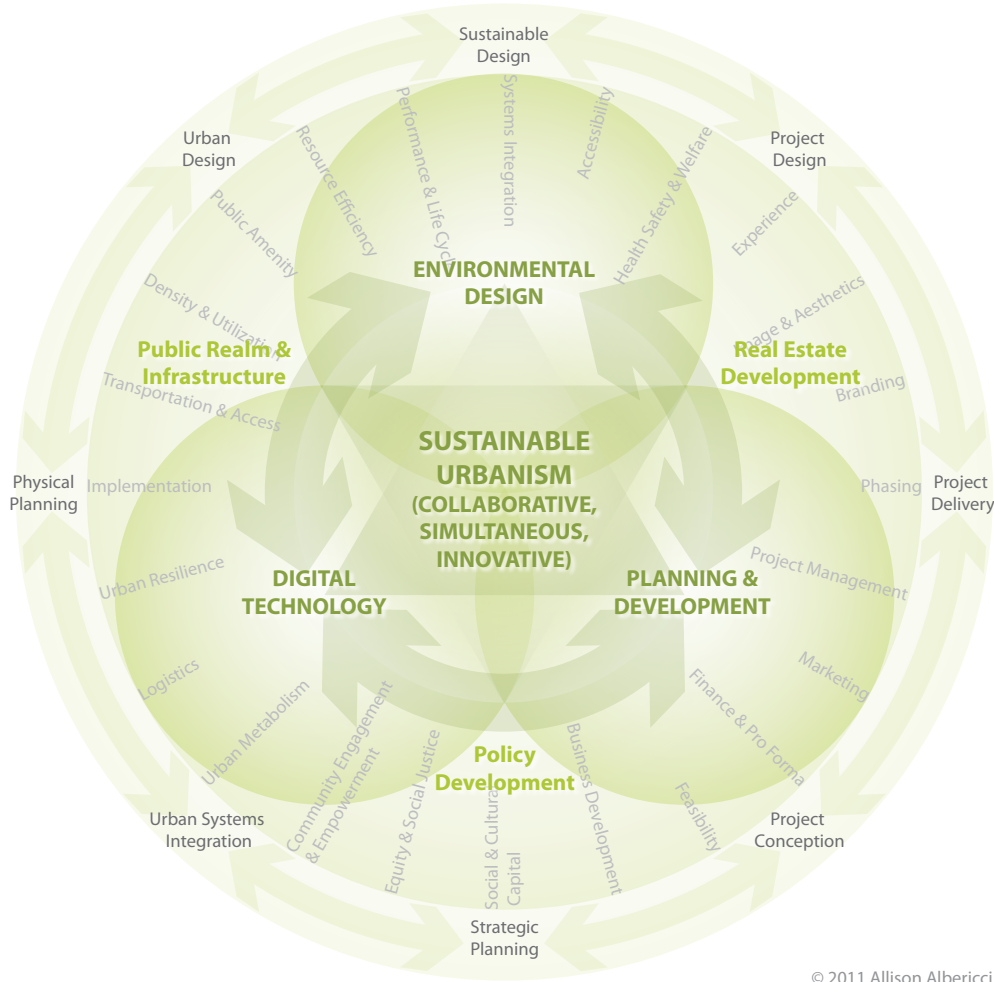 Sustainable
Design
Urban
Design
Project
Design
Resource Efficiency
Performance & Life Cycle
Systems Integration
Accessibility
Health Safety & Welfare
Public Amenity
Experience
ENVIRONMENTAL
DESIGN
Density & Utilization
Image & Aesthetics
Public Realm &
Infrastructure
Real Estate
Development
Transportation & Access
Branding
SUSTAINABLE
URBANISM
(COLLABORATIVE,
SIMULTANEOUS,
INNOVATIVE)
Physical
Planning
Implementation
Phasing
Project
Delivery
Urban Resilience
DIGITAL
TECHNOLOGY
PLANNING &
DEVELOPMENT
Project Management
Logistics
Urban Metabolism
Community Engagement
& Empowerment
Equity & Social Justice
Policy
Development
Social & Cultural
Capital
Business Development
Feasibility
Finance & Pro Forma
Marketing
Urban Systems
Integration
Project
Conception
Strategic
Planning
© 2011 Allison Albericci